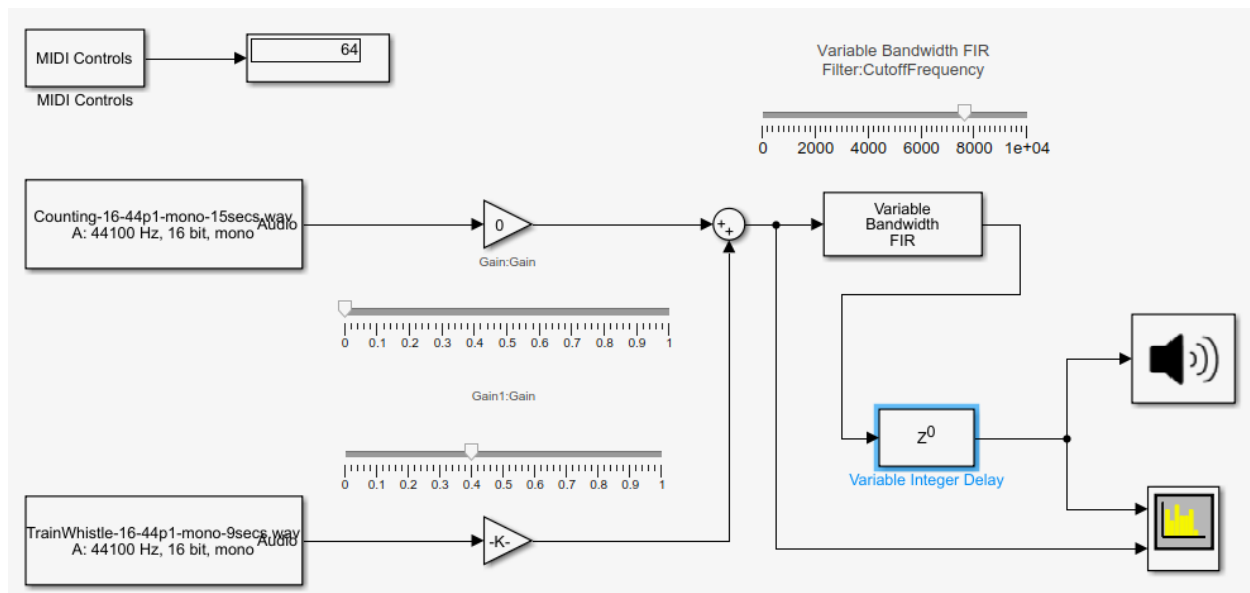 MIDI Controls
64
MIDI Controls
Variable Bandwidth FIR
Filter:CutoffFrequency
0 2000 4000 6000 8000 1e+04
Counting-16-44p1-mono-15secs.wav
A: 44100 Hz, 16 bit, mono
Audio
0
Gain:Gain
+
+
Variable
Bandwidth
FIR
0 0.1 0.2 0.3 0.4 0.5 0.6 0.7 0.8 0.9 1
Gain1:Gain
0 0.1 0.2 0.3 0.4 0.5 0.6 0.7 0.8 0.9 1
Z0
Variable Integer Delay
TrainWhistle-16-44p1-mono-9secs.wav
A: 44100 Hz, 16 bit, mono
Audio
-K-